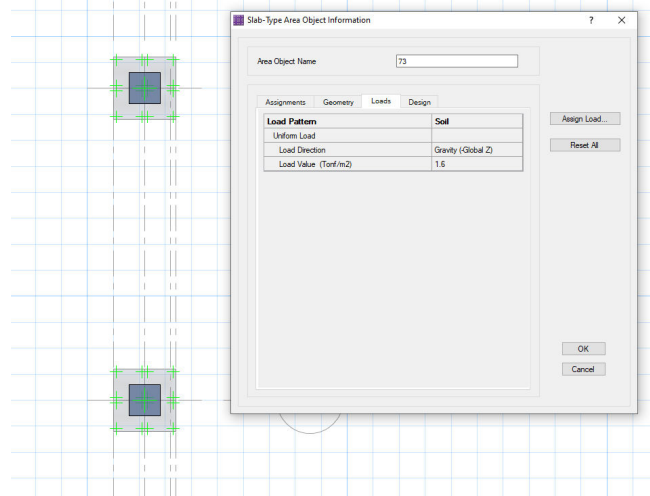 Slab-Type Area Object Information
? X
Area Object Name 73
Assignments Geometry Loads Design
Load Pattern Soil
Uniform Load
Load Direction Gravity (-Global Z)
Load Value (Tonf/m2) 1.6
Assign Load...
Reset All
OK
Cancel